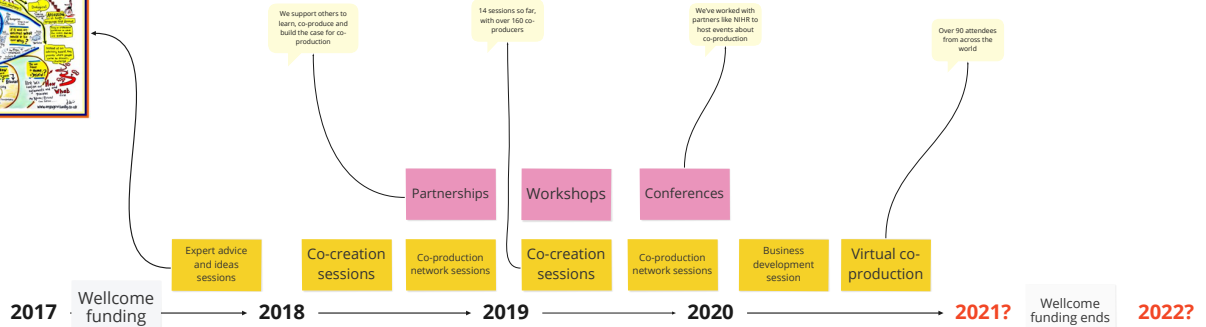 We support others to
learn, co-produce and
build the case for co-
production
14 sessions so far,
with over 160 co-
producers
We've worked with
partners like NIHR to
host events about
co-production
Over 90 attendees
from across the
world
Partnerships
Workshops
Conferences
Expert advice
and ideas
sessions
Co-creation
sessions
Co-production
network sessions
Co-creation
sessions
Co-production
network sessions
Business
development
session
Virtual co-
production
2017
Wellcome
funding
2018
2019
2020
2021?
Wellcome
funding ends
2022?